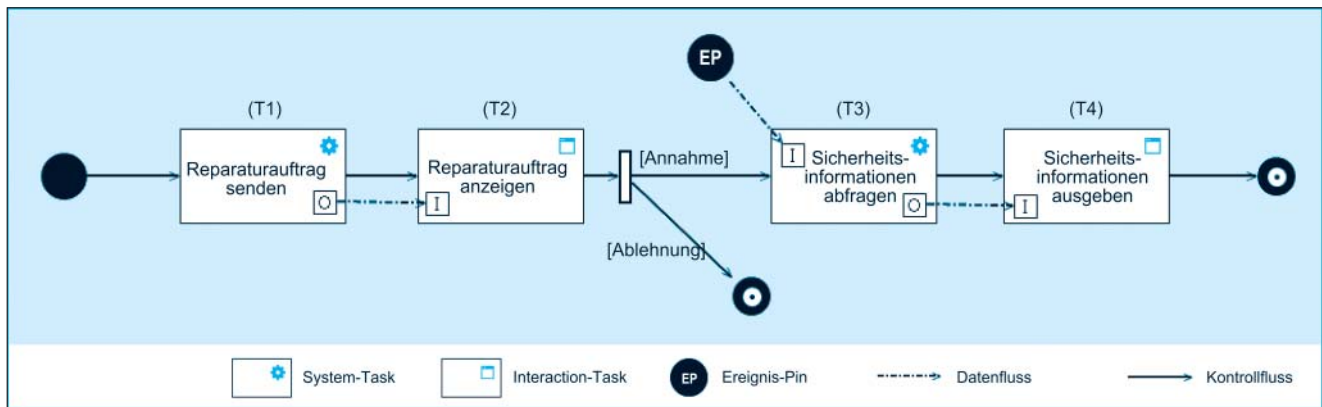 EP
(T1)
(T2)
(T3)
(T4)
Reparaturauftrag
senden
O
Reparaturauftrag
anzeigen
I
[Annahme]
[Ablehnung]
I
Sicherheits-
informationen
abfragen
O
Sicherheits-
informationen
ausgeben
I
System-Task
Interaction-Task
EP
Ereignis-Pin
Datenfluss
Kontrollfluss